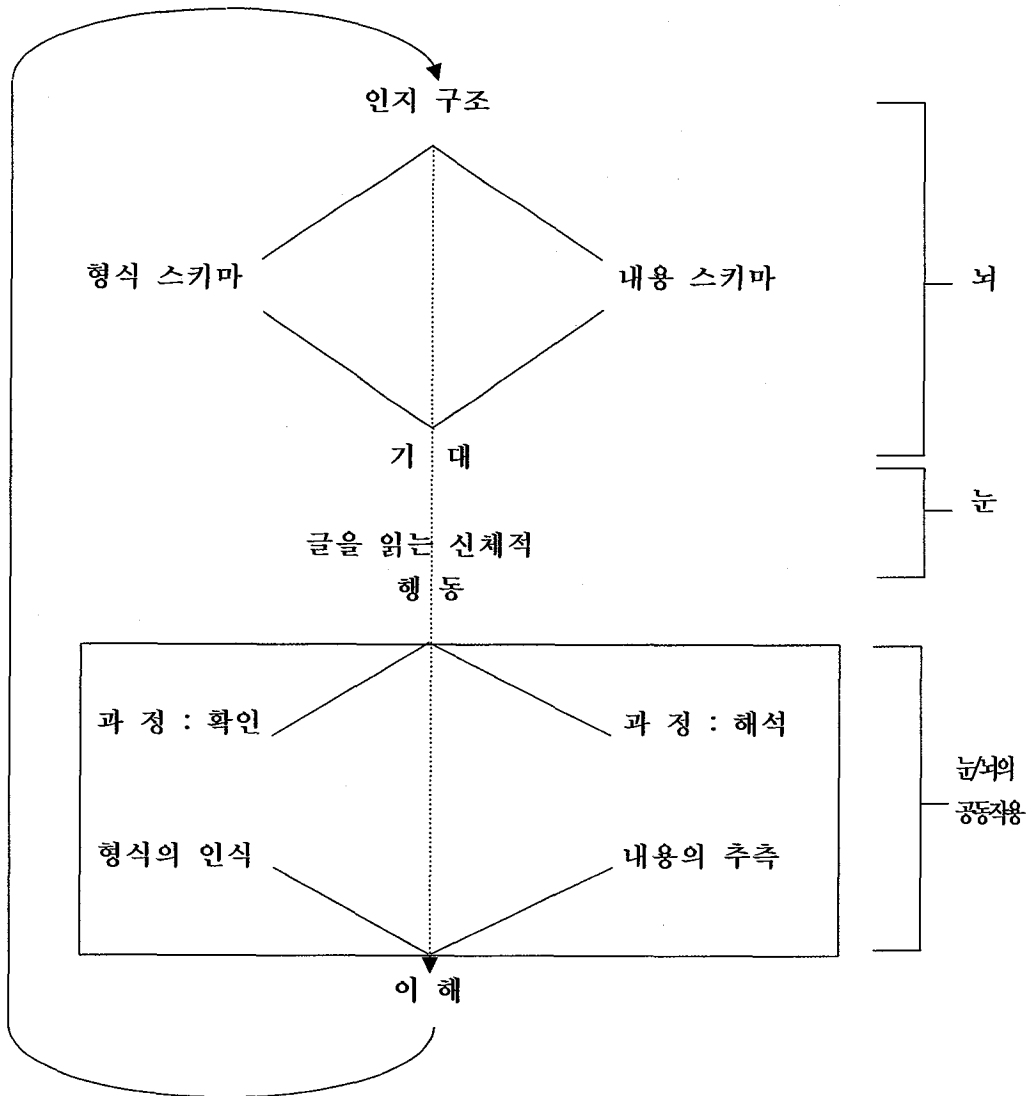 인지 구조
형식 스키마
내용 스키마
뇌
기 대
눈
글을 읽는 신체적
행 동
과 정 : 확인
과 정 : 해석
눈/뇌의
공동작용
형식의 인식
내용의 추측
이 해